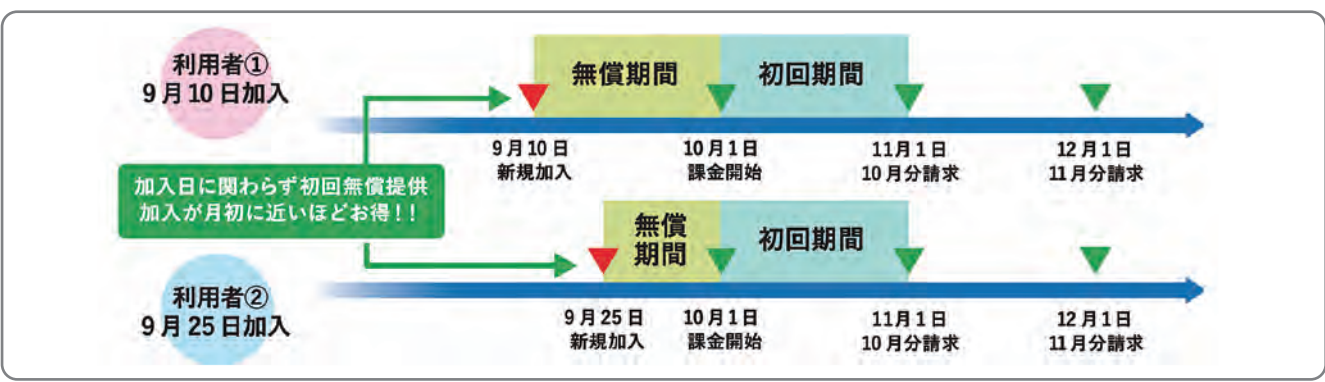 利用者①
9月10日加入
無償期間
初回期間
9月10日
新規加入
10月1日
課金開始
11月1日
10月分請求
12月1日
11月分請求
加入日に関わらず初回無償提供
加入が月初に近いほどお得！！
利用者②
9月25日加入
無償
期間
初回期間
9月25日
新規加入
10月1日
課金開始
11月1日
10月分請求
12月1日
11月分請求